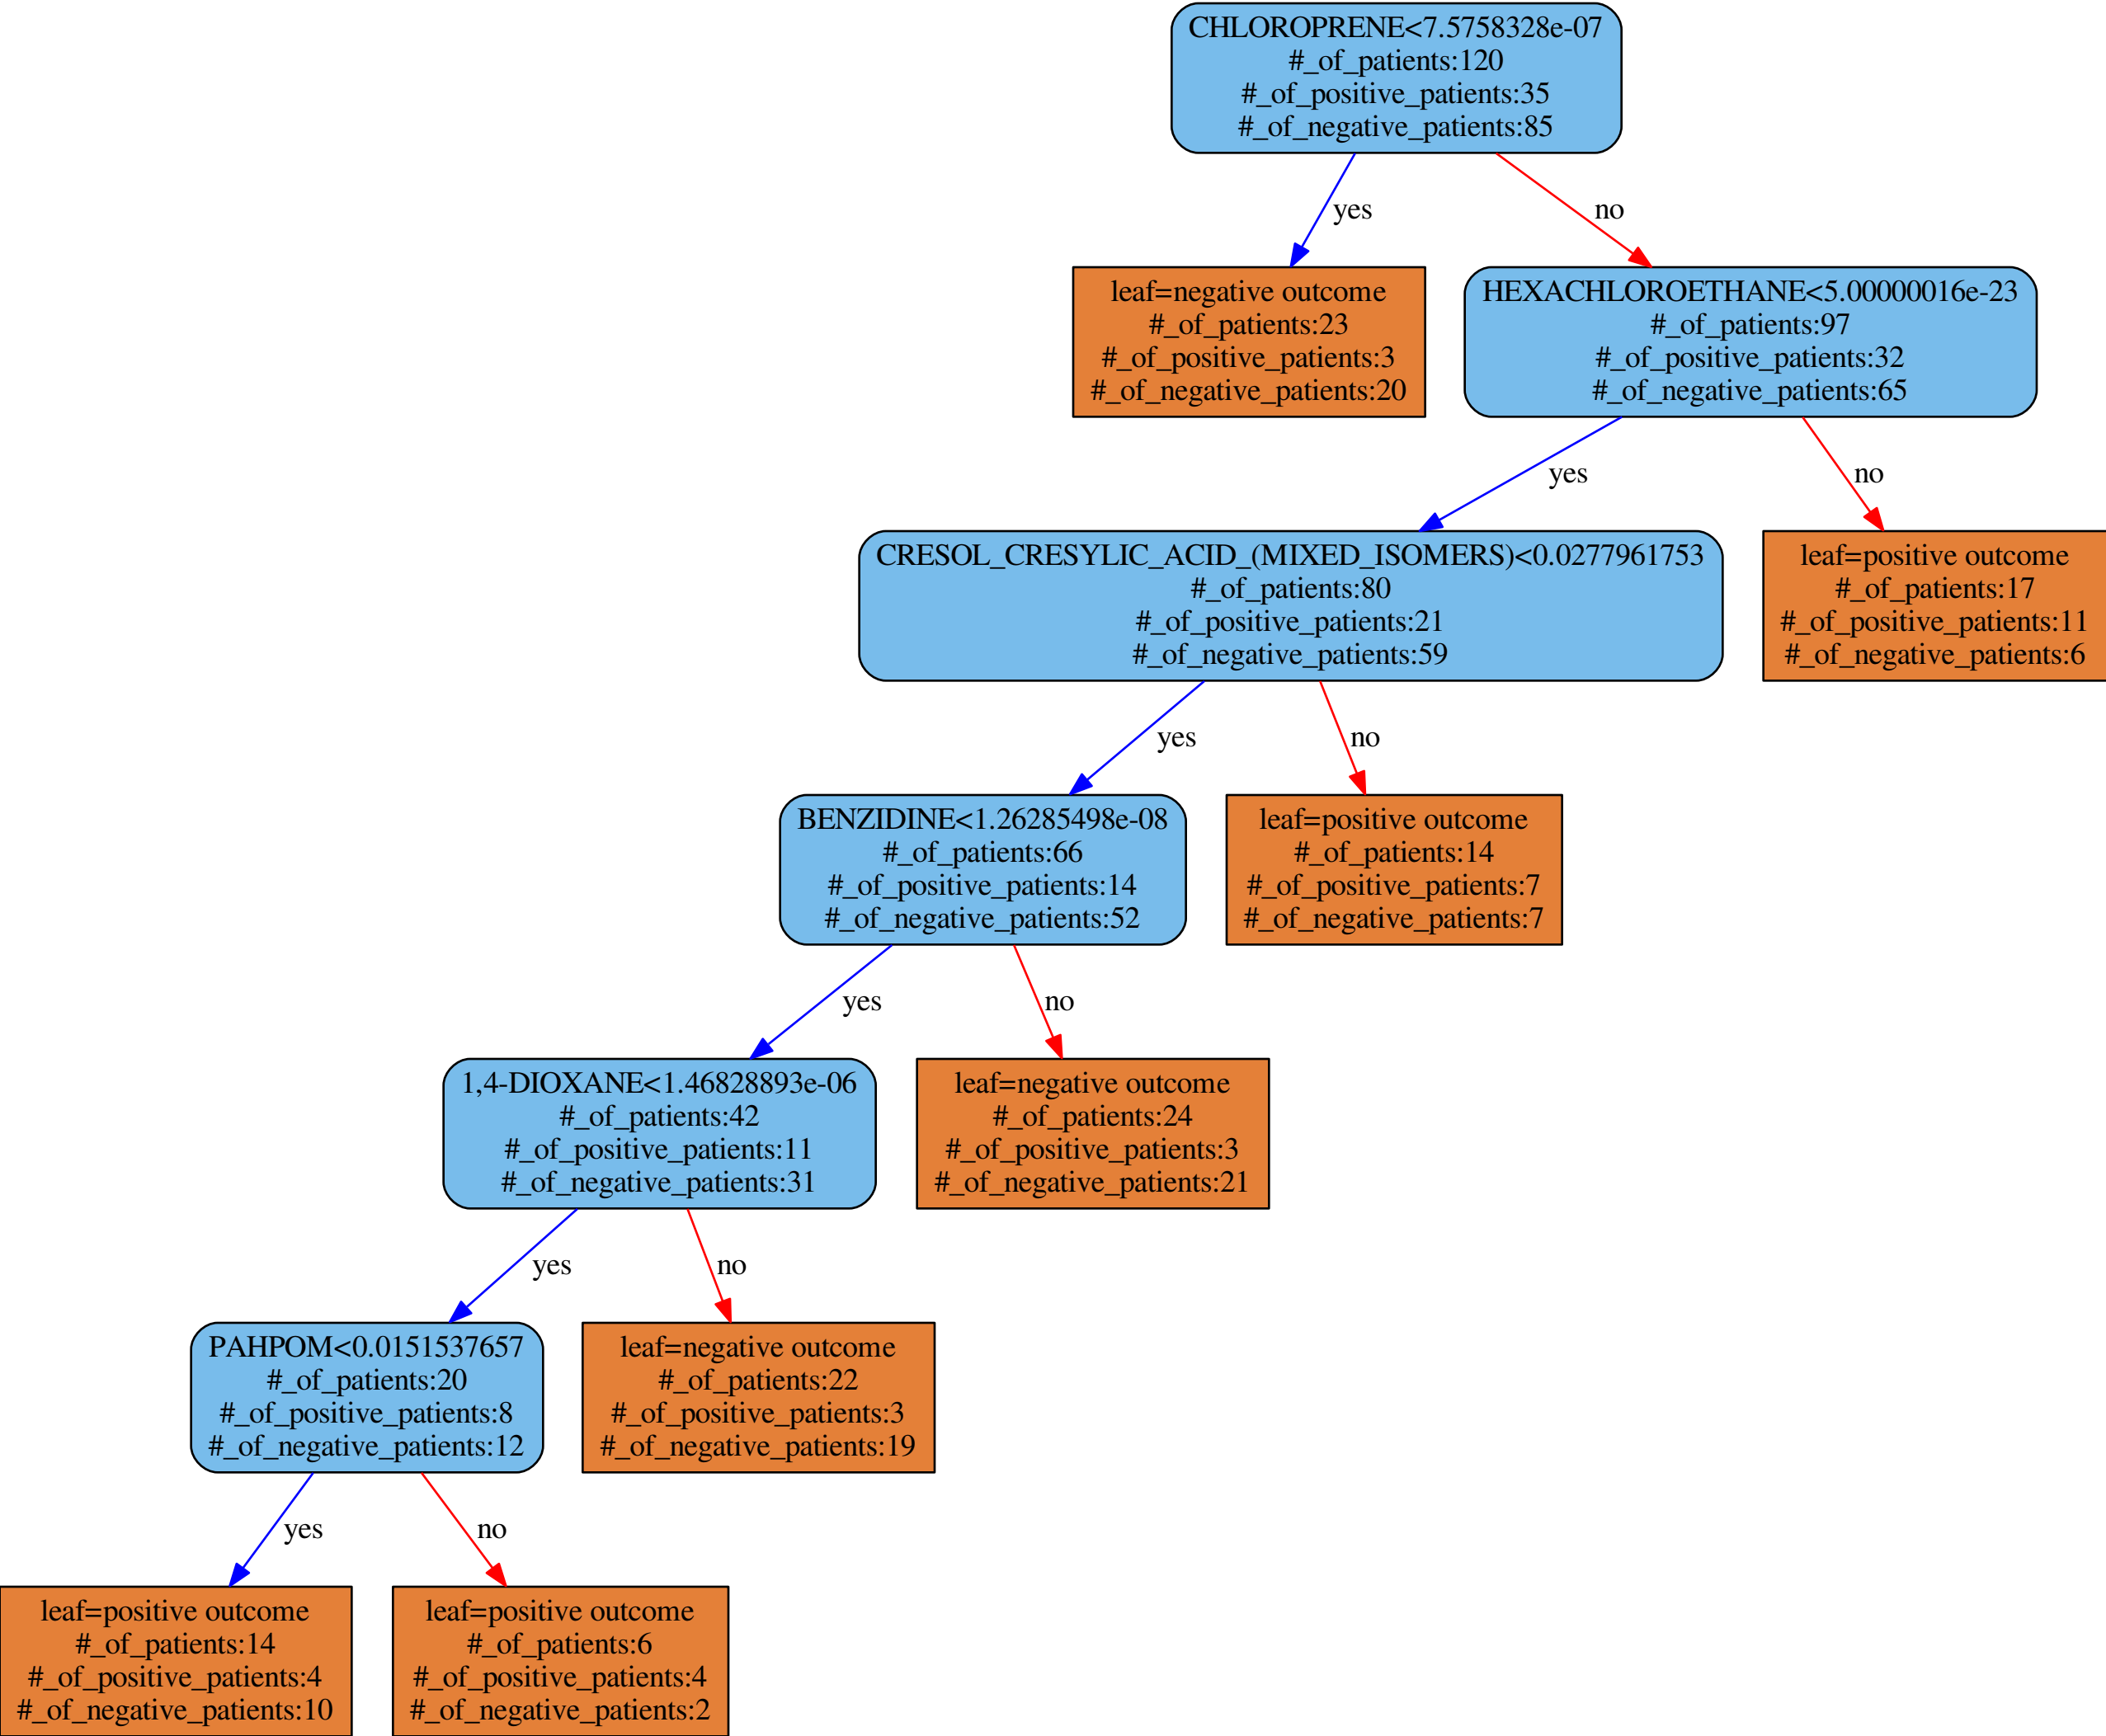 CHLOROPRENE<7.5758328e-07
#_of_patients:120
#_of_positive_patients:35
#_of_negative_patients:85
yes
no
leaf=negative outcome
#_of_patients:23
#_of_positive_patients:3
#_of_negative_patients:20
HEXACHLOROETHANE<5.00000016e-23
#_of_patients:97
#_of_positive_patients:32
#_of_negative_patients:65
yes
no
CRESOL_CRESYLIC_ACID_(MIXED_ISOMERS)<0.0277961753
#_of_patients:80
#_of_positive_patients:21
#_of_negative_patients:59
leaf=positive outcome
#_of_patients:17
#_of_positive_patients:11
#_of_negative_patients:6
yes
no
BENZIDINE<1.26285498e-08
#_of_patients:66
#_of_positive_patients:14
#_of_negative_patients:52
leaf=positive outcome
#_of_patients:14
#_of_positive_patients:7
#_of_negative_patients:7
yes
no
1,4-DIOXANE<1.46828893e-06
#_of_patients:42
#_of_positive_patients:11
#_of_negative_patients:31
leaf=negative outcome
#_of_patients:24
#_of_positive_patients:3
#_of_negative_patients:21
yes
no
PAHPOM<0.0151537657
#_of_patients:20
#_of_positive_patients:8
#_of_negative_patients:12
leaf=negative outcome
#_of_patients:22
#_of_positive_patients:3
#_of_negative_patients:19
yes
no
leaf=positive outcome
#_of_patients:14
#_of_positive_patients:4
#_of_negative_patients:10
leaf=positive outcome
#_of_patients:6
#_of_positive_patients:4
#_of_negative_patients:2